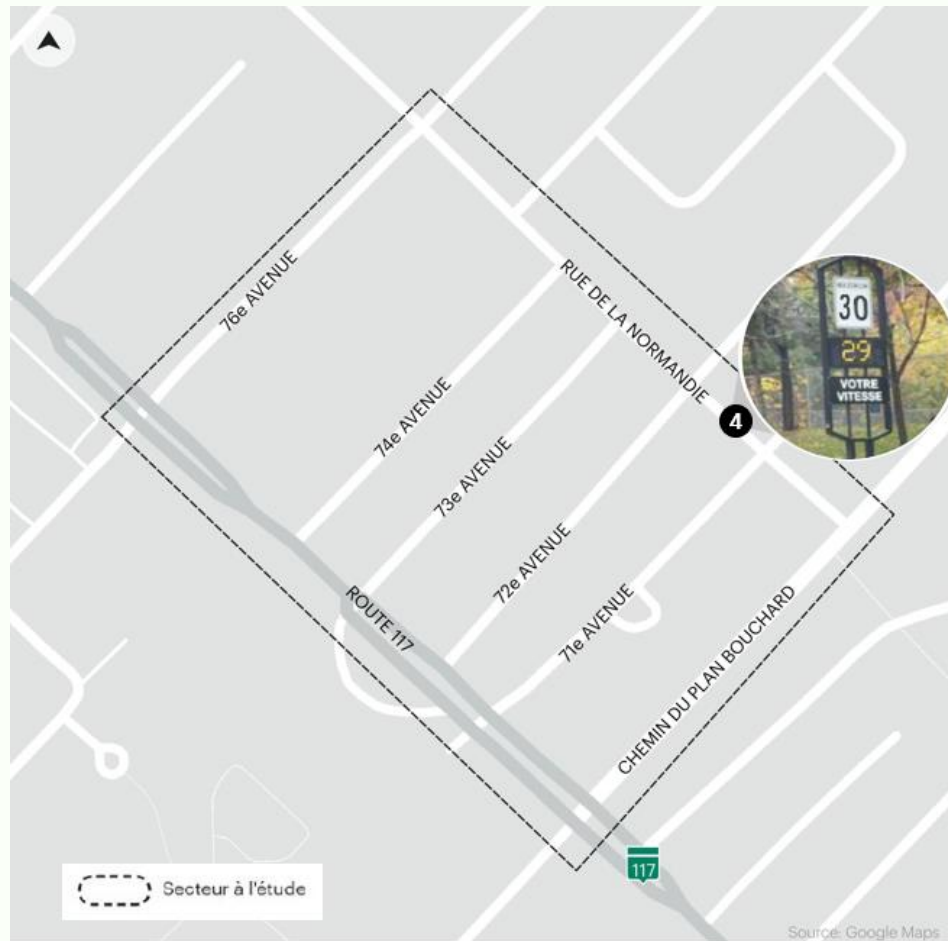 76e AVENUE
RUE DE LA NORMANDIE
MAXIMUM
30
29
VOTRE
VITESSE
4
74e AVENUE
73e AVENUE
72e AVENUE
71e AVENUE
ROUTE 117
CHEMIN DU PLAN BOUCHARD
117
Secteur à l'étude
Source: Google Maps